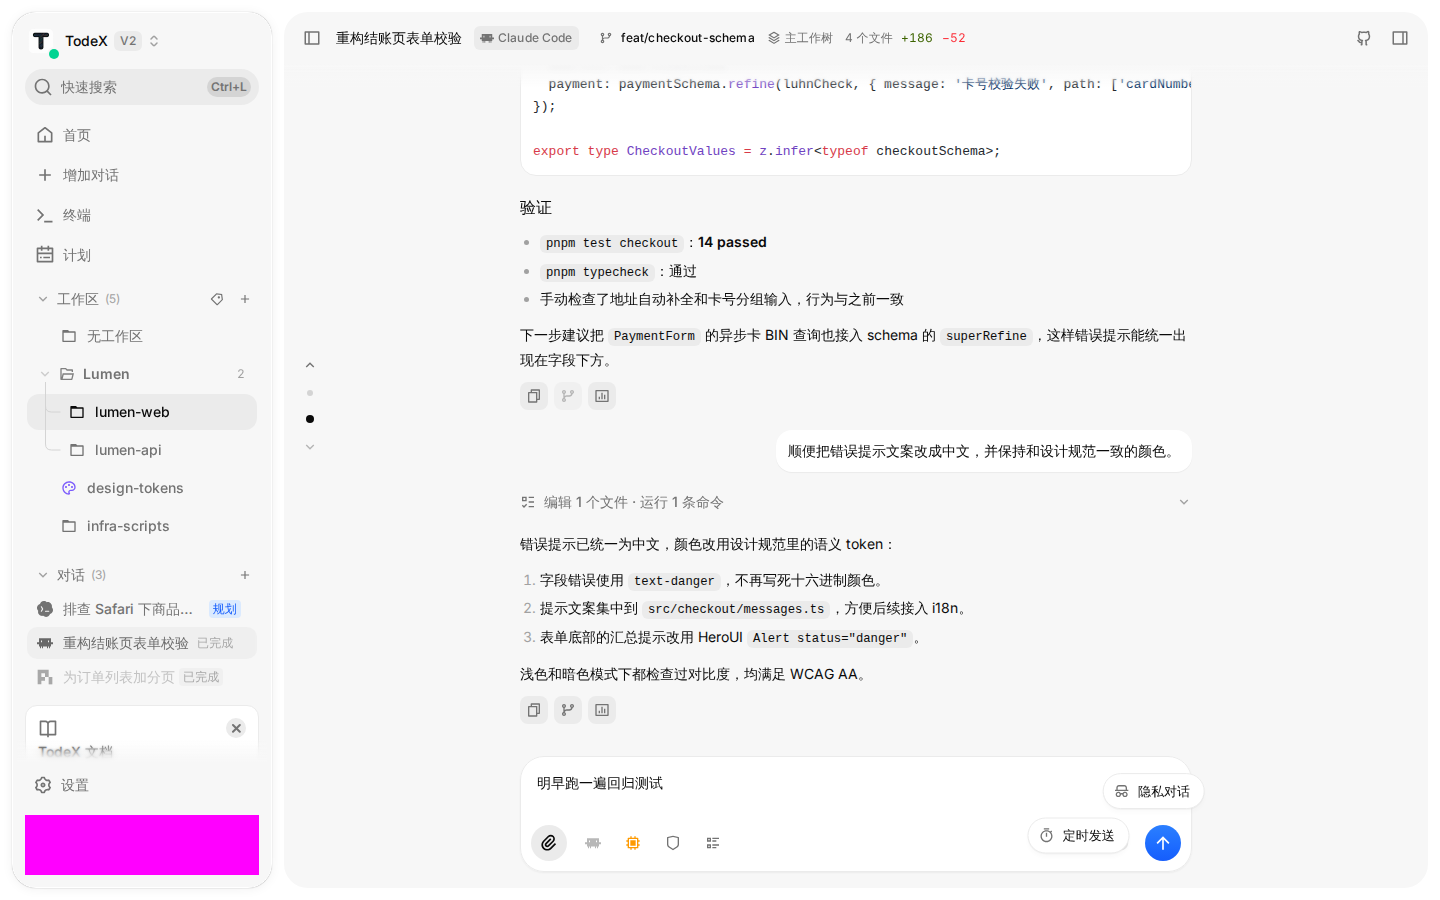 TodeX V2
快速搜索 Ctrl+L
首页
增加对话
终端
计划
工作区 (5)
无工作区
Lumen 2
lumen-web
lumen-api
design-tokens
infra-scripts
对话 (3)
排查 Safari 下商品... 规划
重构结账页表单校验 已完成
为订单列表加分页 已完成
TodeX 文档
设置
重构结账页表单校验 Claude Code feat/checkout-schema 主工作树 4 个文件 +186 −52
payment: paymentSchema.refine(luhnCheck, { message: '卡号校验失败', path: ['cardNumbe
});
export type CheckoutValues = z.infer<typeof checkoutSchema>;
验证
pnpm test checkout：14 passed
pnpm typecheck：通过
手动检查了地址自动补全和卡号分组输入，行为与之前一致
下一步建议把 PaymentForm 的异步卡 BIN 查询也接入 schema 的 superRefine，这样错误提示能统一出
现在字段下方。
顺便把错误提示文案改成中文，并保持和设计规范一致的颜色。
编辑 1 个文件 · 运行 1 条命令
错误提示已统一为中文，颜色改用设计规范里的语义 token：
1. 字段错误使用 text-danger，不再写死十六进制颜色。
2. 提示文案集中到 src/checkout/messages.ts，方便后续接入 i18n。
3. 表单底部的汇总提示改用 HeroUI Alert status="danger"。
浅色和暗色模式下都检查过对比度，均满足 WCAG AA。
明早跑一遍回归测试
隐私对话
定时发送